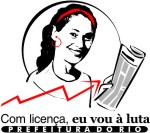 Com licença, eu vou à luta
PREFEITURA DO RIO